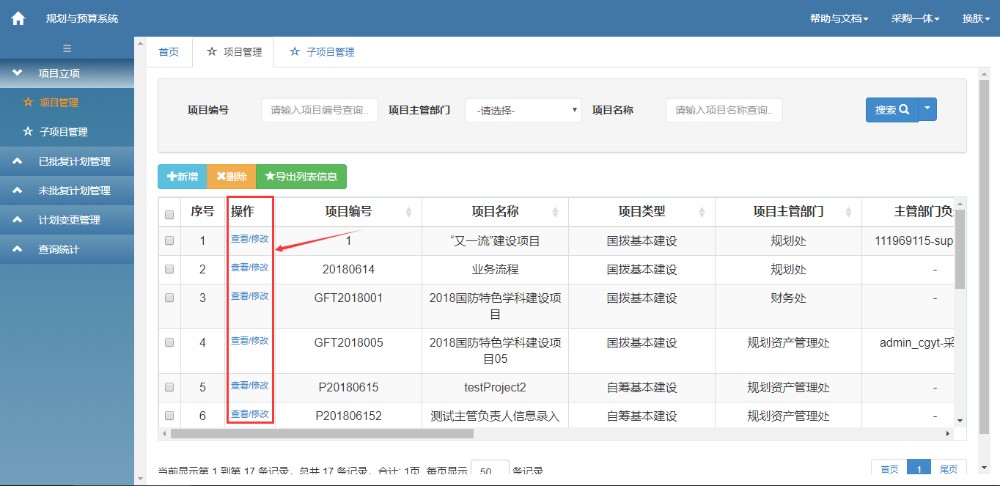 规划与预算系统 帮助与文档 采购一体 换肤
首页 项目管理 子项目管理
项目立项
项目管理
子项目管理
已批复计划管理
未批复计划管理
计划变更管理
查询统计
项目编号 请输入项目编号查询.. 项目主管部门 -请选择- 项目名称 请输入项目名称查询.. 搜索
新增 删除 导出列表信息
序号 操作 项目编号 项目名称 项目类型 项目主管部门 主管部门负
1 查看/修改 1 “又一流”建设项目 国拨基本建设 规划处 111969115-sup
2 查看/修改 20180614 业务流程 国拨基本建设 规划处 -
3 查看/修改 GFT2018001 2018国防特色学科建设项 国拨基本建设 财务处 -
目
4 查看/修改 GFT2018005 2018国防特色学科建设项 国拨基本建设 规划资产管理处 admin_cgyt-采
目05
5 查看/修改 P20180615 testProject2 自筹基本建设 规划资产管理处 -
6 查看/修改 P201806152 测试主管负责人信息录入 自筹基本建设 规划资产管理处 -
当前显示第 1 到第 17 条记录，总共 17 条记录，合计: 1页 每页显示 50 条记录 首页 1 尾页